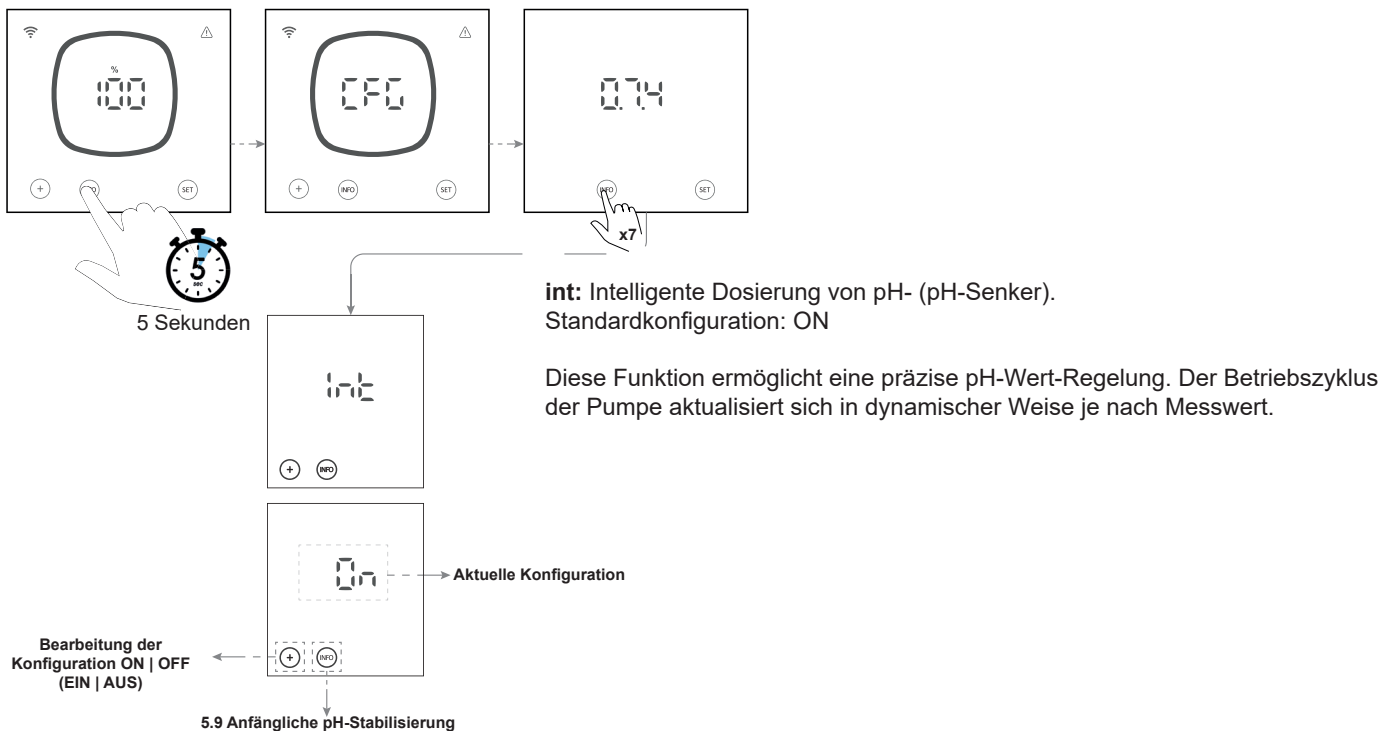 %
100
CFG
0.7.4
+
SET
+
INFO
SET
INFO
SET
x7
5
sec
5 Sekunden
int: Intelligente Dosierung von pH- (pH-Senker).
Standardkonfiguration: ON
Diese Funktion ermöglicht eine präzise pH-Wert-Regelung. Der Betriebszyklus
der Pumpe aktualisiert sich in dynamischer Weise je nach Messwert.
Int
+
INFO
On
Aktuelle Konfiguration
Bearbeitung der
Konfiguration ON | OFF
(EIN | AUS)
+
INFO
5.9 Anfängliche pH-Stabilisierung